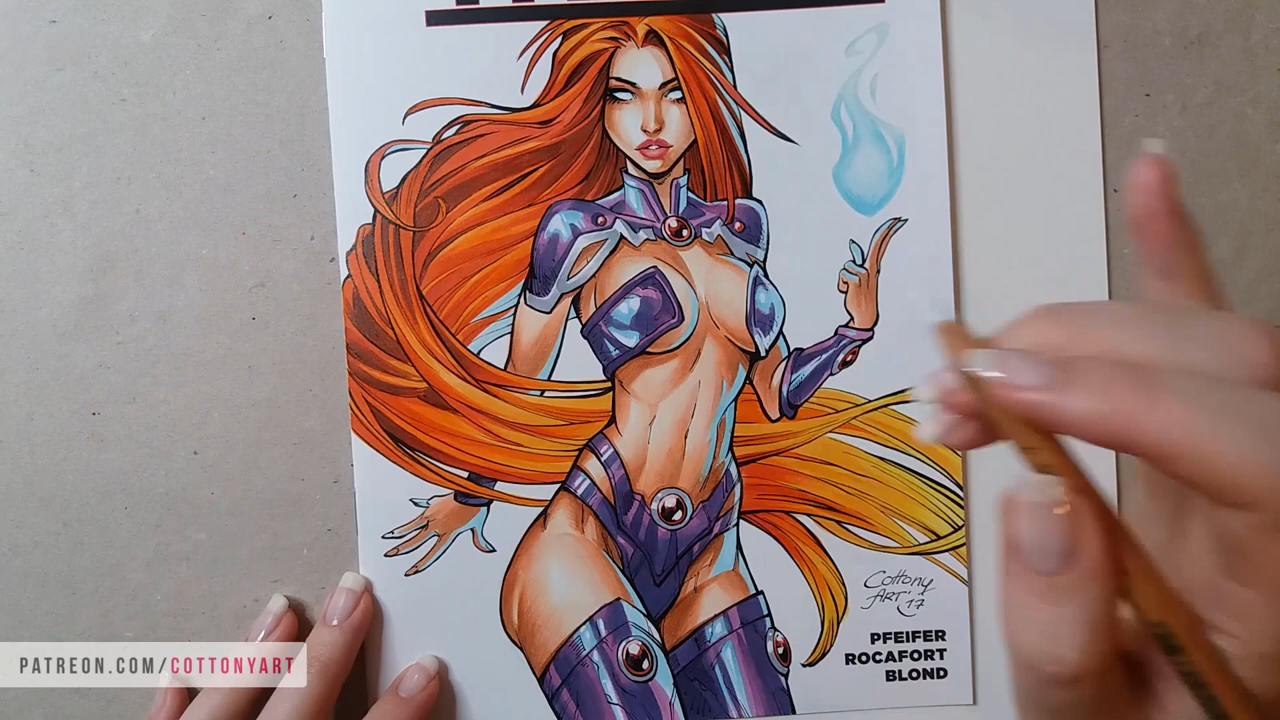 Cottony
Art '17
PFEIFER
ROCAFORT
BLOND
PATREON.COM/COTTONYART